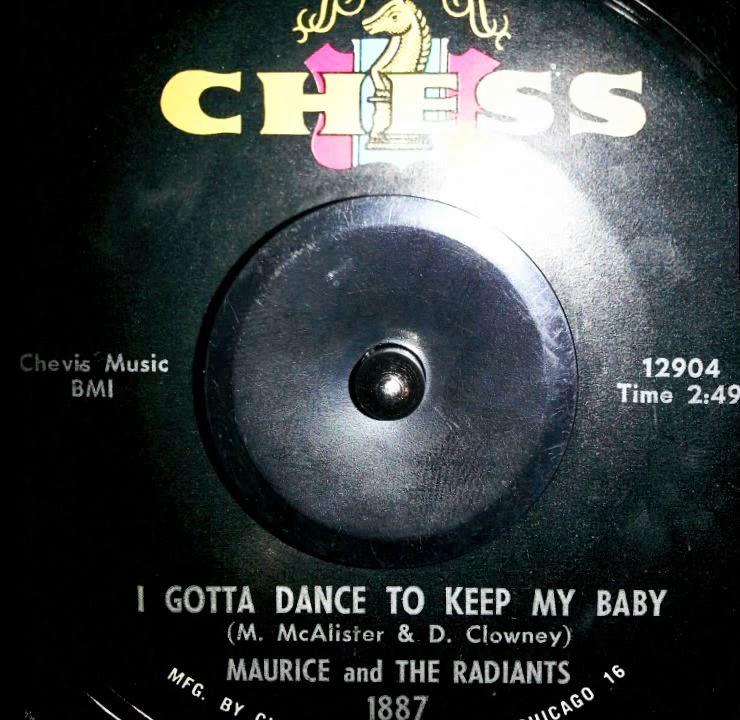 CHESS
Chevis Music
BMI
12904
Time 2:49
I GOTTA DANCE TO KEEP MY BABY
(M. McAlister & D. Clowney)
MAURICE and THE RADIANTS
1887
MFG. BY
CHICAGO 16